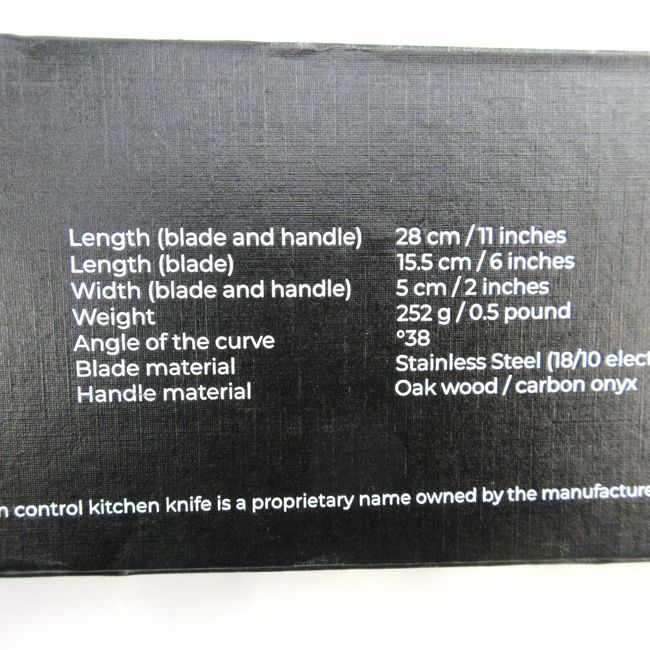 Length (blade and handle) 28 cm / 11 inches
Length (blade) 15.5 cm / 6 inches
Width (blade and handle) 5 cm / 2 inches
Weight 252 g / 0.5 pound
Angle of the curve °38
Blade material Stainless Steel (18/10 elect
Handle material Oak wood / carbon onyx
n control kitchen knife is a proprietary name owned by the manufacture